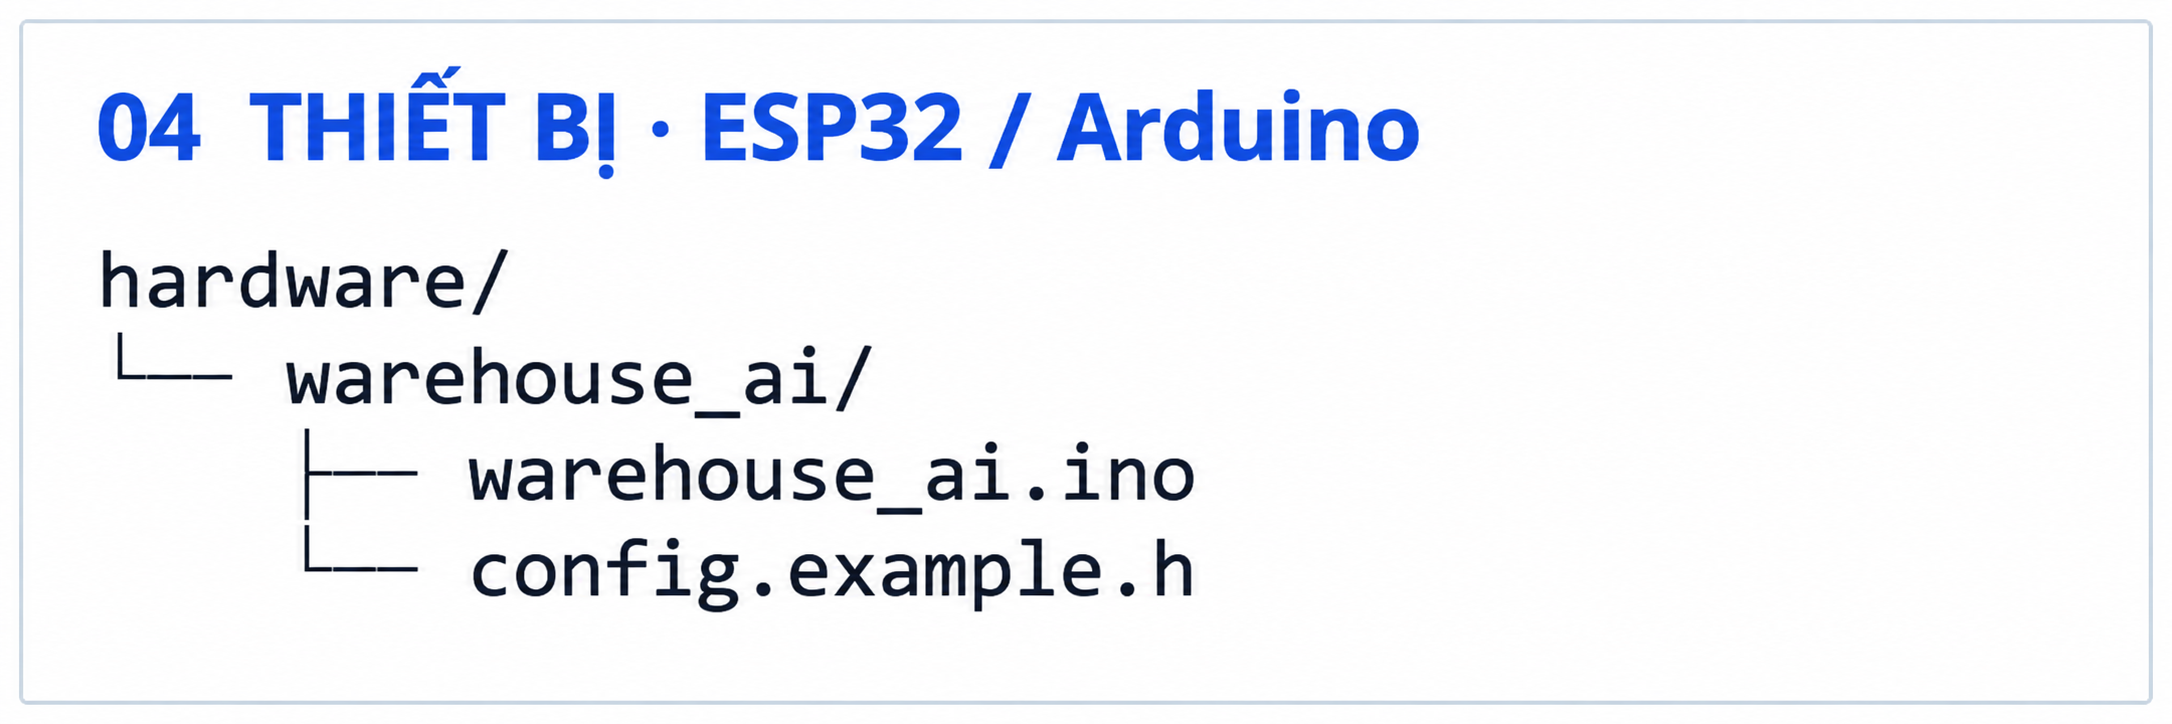 04 THIẾT BỊ · ESP32 / Arduino
hardware/
└── warehouse_ai/
    ├── warehouse_ai.ino
    └── config.example.h